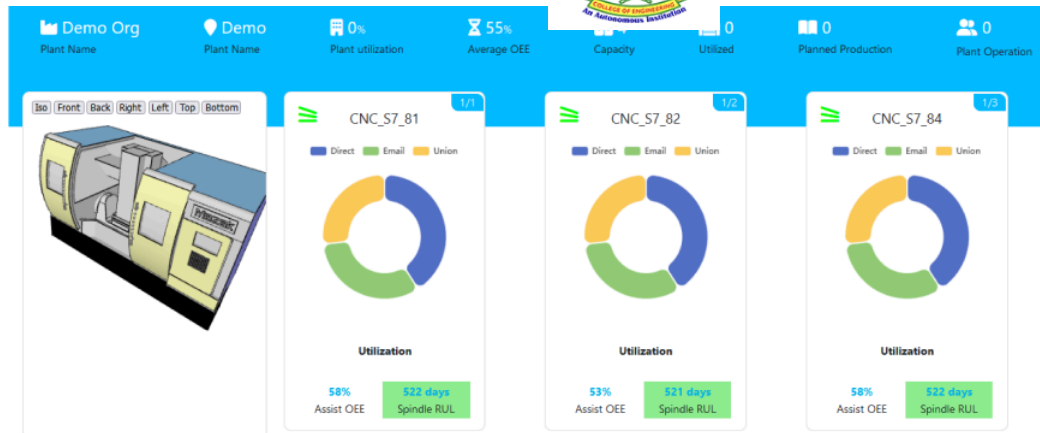 COLLEGE OF ENGINEERING
An Autonomous Institution
Demo Org
Plant Name
Demo
Plant Name
0%
Plant utilization
55%
Average OEE
Capacity
0
Utilized
0
Planned Production
0
Plant Operation
Iso Front Back Right Left Top Bottom
Mazak
1/1
CNC_S7_81
Direct Email Union
Utilization
58%
Assist OEE
522 days
Spindle RUL
1/2
CNC_S7_82
Direct Email Union
Utilization
53%
Assist OEE
521 days
Spindle RUL
1/3
CNC_S7_84
Direct Email Union
Utilization
58%
Assist OEE
522 days
Spindle RUL